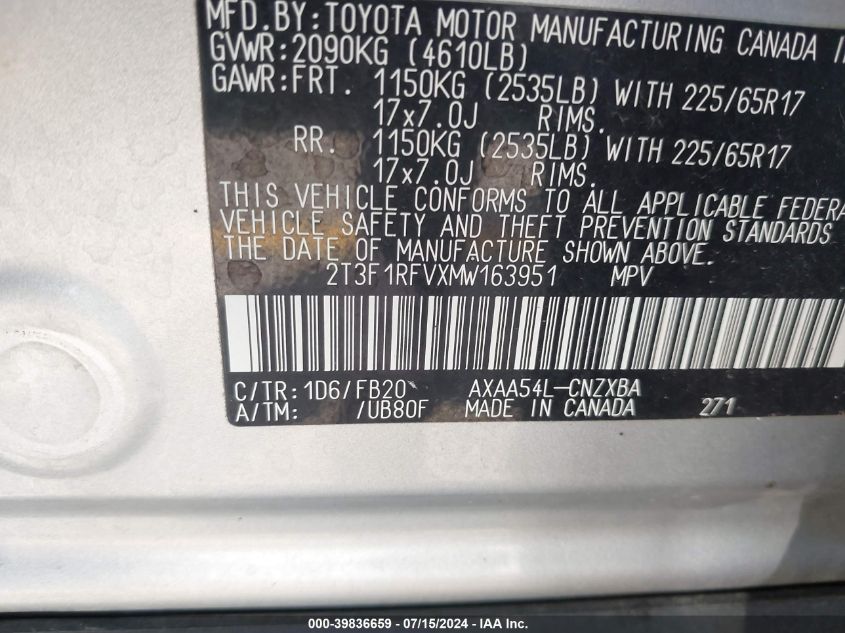 MFD.BY:TOYOTA MOTOR MANUFACTURING CANADA
GVWR:2090KG (4610LB)
GAWR:FRT. 1150KG (2535LB) WITH 225/65R17
17x7.0J RIMS.
RR. 1150KG (2535LB) WITH 225/65R17
17x7.0J RIMS.
THIS VEHICLE CONFORMS TO ALL APPLICABLE FEDERA
VEHICLE SAFETY AND THEFT PREVENTION STANDARDS
THE DATE OF MANUFACTURE SHOWN ABOVE.
2T3F1RFVXMW163951 MPV
C/TR:1D6/FB20 AXAA54L-CNZXBA
A/TM: /UB80F MADE IN CANADA 271
000-39836659 - 07/15/2024 - IAA Inc.